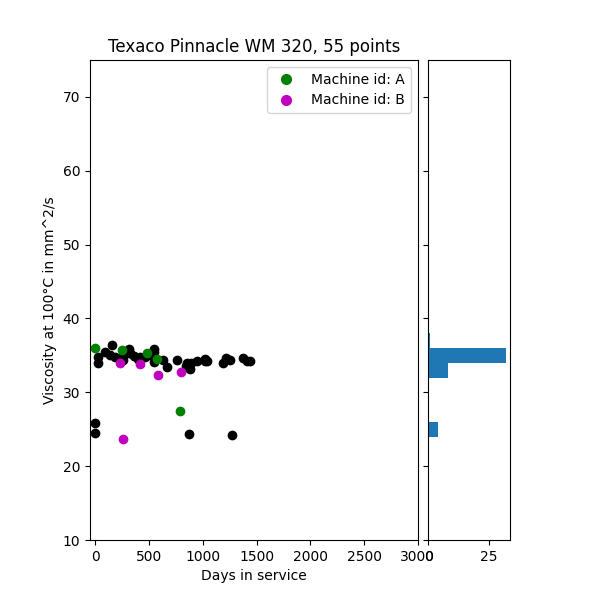 Texaco Pinnacle WM 320, 55 points
Machine id: A
Machine id: B
70
60
50
40
30
20
10
Viscosity at 100°C in mm^2/s
0 500 1000 1500 2000 2500 3000
0 25
Days in service